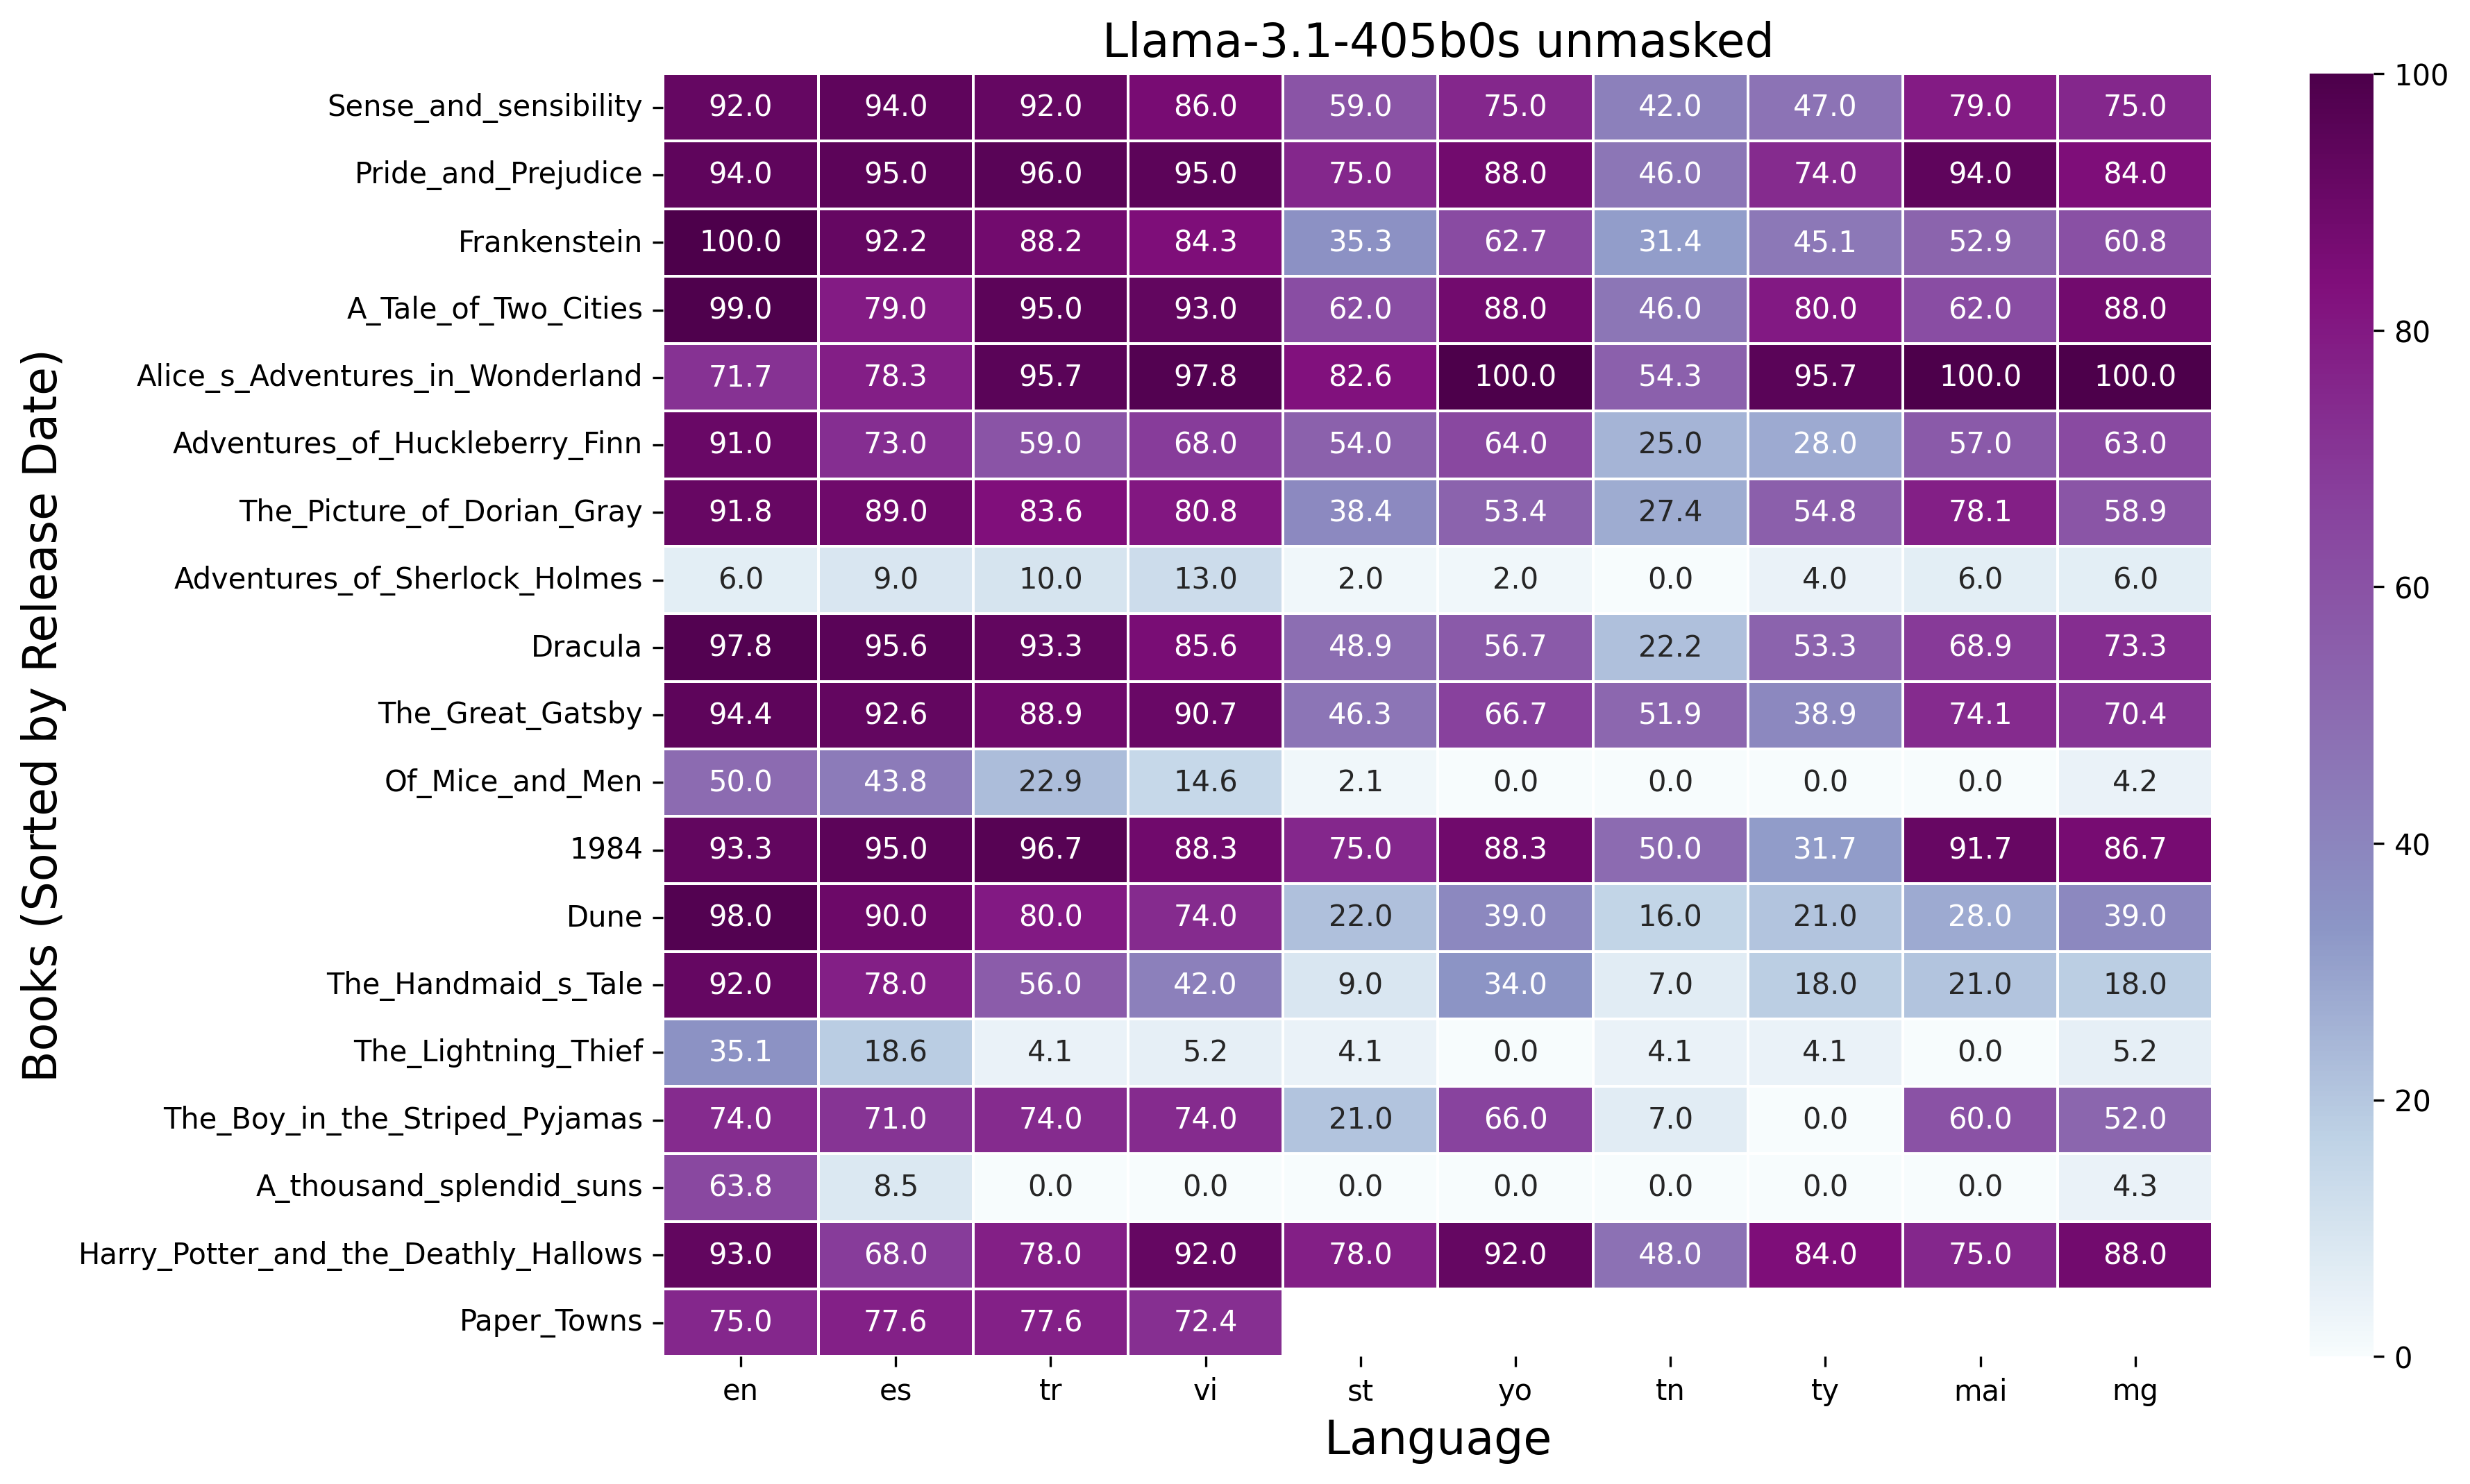 Llama-3.1-405b0s unmasked
Books (Sorted by Release Date)
Sense_and_sensibility 92.0 94.0 92.0 86.0 59.0 75.0 42.0 47.0 79.0 75.0
Pride_and_Prejudice 94.0 95.0 96.0 95.0 75.0 88.0 46.0 74.0 94.0 84.0
Frankenstein 100.0 92.2 88.2 84.3 35.3 62.7 31.4 45.1 52.9 60.8
A_Tale_of_Two_Cities 99.0 79.0 95.0 93.0 62.0 88.0 46.0 80.0 62.0 88.0
Alice_s_Adventures_in_Wonderland 71.7 78.3 95.7 97.8 82.6 100.0 54.3 95.7 100.0 100.0
Adventures_of_Huckleberry_Finn 91.0 73.0 59.0 68.0 54.0 64.0 25.0 28.0 57.0 63.0
The_Picture_of_Dorian_Gray 91.8 89.0 83.6 80.8 38.4 53.4 27.4 54.8 78.1 58.9
Adventures_of_Sherlock_Holmes 6.0 9.0 10.0 13.0 2.0 2.0 0.0 4.0 6.0 6.0
Dracula 97.8 95.6 93.3 85.6 48.9 56.7 22.2 53.3 68.9 73.3
The_Great_Gatsby 94.4 92.6 88.9 90.7 46.3 66.7 51.9 38.9 74.1 70.4
Of_Mice_and_Men 50.0 43.8 22.9 14.6 2.1 0.0 0.0 0.0 0.0 4.2
1984 93.3 95.0 96.7 88.3 75.0 88.3 50.0 31.7 91.7 86.7
Dune 98.0 90.0 80.0 74.0 22.0 39.0 16.0 21.0 28.0 39.0
The_Handmaid_s_Tale 92.0 78.0 56.0 42.0 9.0 34.0 7.0 18.0 21.0 18.0
The_Lightning_Thief 35.1 18.6 4.1 5.2 4.1 0.0 4.1 4.1 0.0 5.2
The_Boy_in_the_Striped_Pyjamas 74.0 71.0 74.0 74.0 21.0 66.0 7.0 0.0 60.0 52.0
A_thousand_splendid_suns 63.8 8.5 0.0 0.0 0.0 0.0 0.0 0.0 0.0 4.3
Harry_Potter_and_the_Deathly_Hallows 93.0 68.0 78.0 92.0 78.0 92.0 48.0 84.0 75.0 88.0
Paper_Towns 75.0 77.6 77.6 72.4
en es tr vi st yo tn ty mai mg
Language
100
80
60
40
20
0